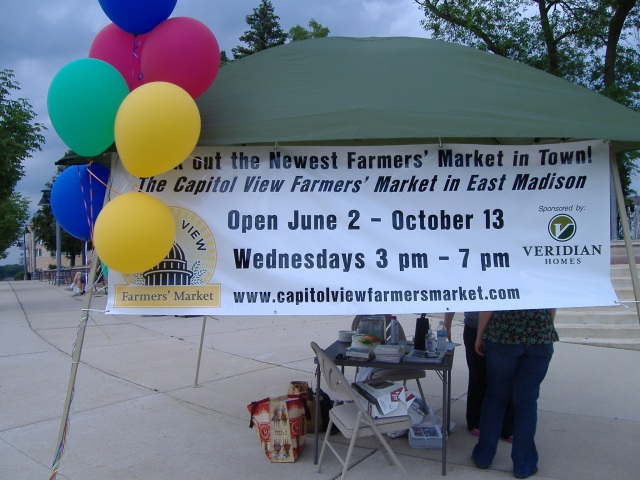 out the Newest Farmers' Market in Town!
The Capitol View Farmers' Market in East Madison
Open June 2 - October 13
Wednesdays 3 pm - 7 pm
www.capitolviewfarmersmarket.com
VIEW
Farmers' Market
Sponsored by:
VERIDIAN
HOMES